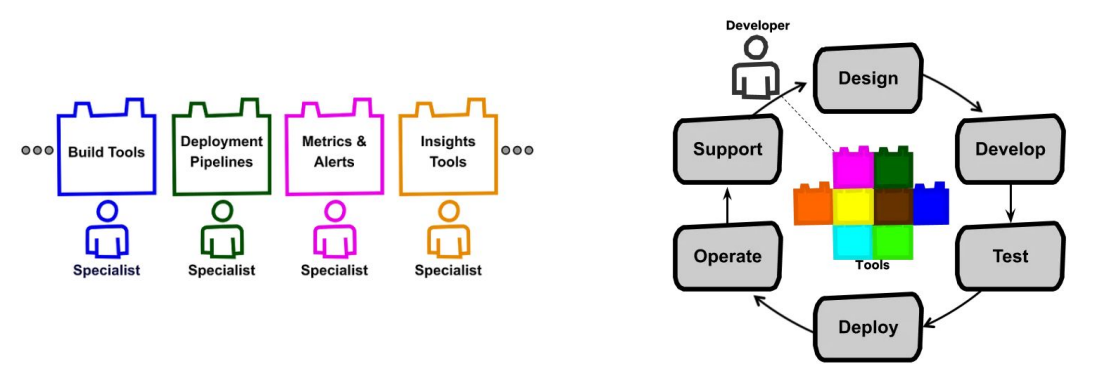 Build Tools
Deployment
Pipelines
Metrics &
Alerts
Insights
Tools
Specialist
Specialist
Specialist
Specialist
Developer
Design
Develop
Test
Deploy
Operate
Support
Tools